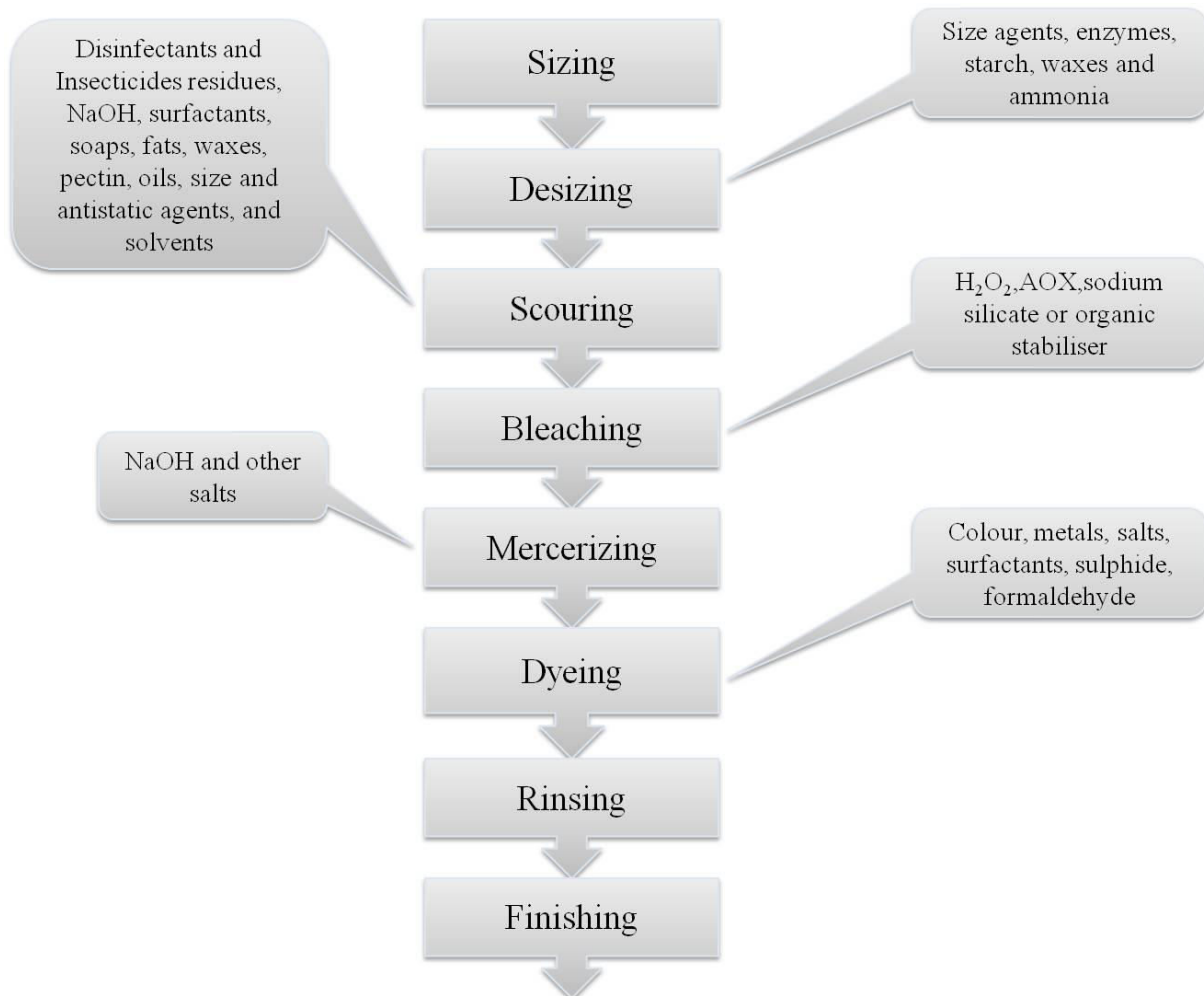 Disinfectants and
Insecticides residues,
NaOH, surfactants,
soaps, fats, waxes,
pectin, oils, size and
antistatic agents, and
solvents
Sizing
Size agents, enzymes,
starch, waxes and
ammonia
Desizing
Scouring
H₂O₂,AOX,sodium
silicate or organic
stabiliser
Bleaching
NaOH and other
salts
Mercerizing
Colour, metals, salts,
surfactants, sulphide,
formaldehyde
Dyeing
Rinsing
Finishing